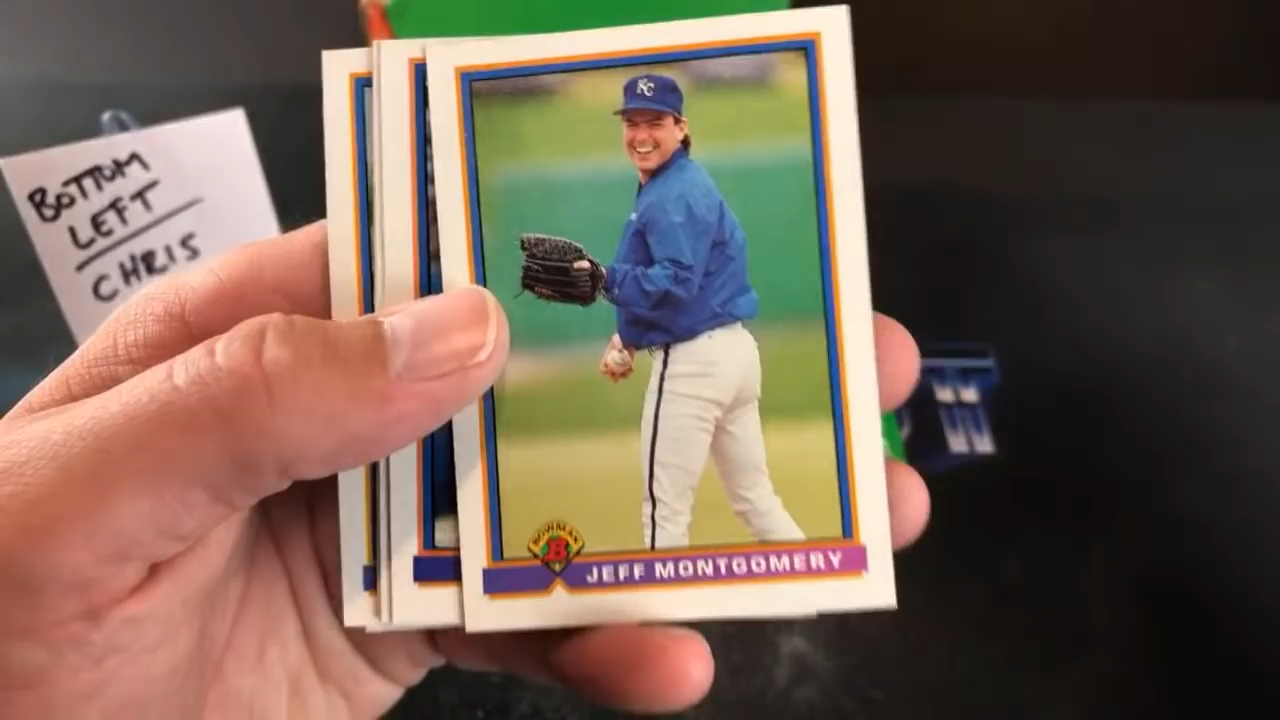 BOTTOM
LEFT
CHRIS
KC
BOWMAN
B
JEFF MONTGOMERY